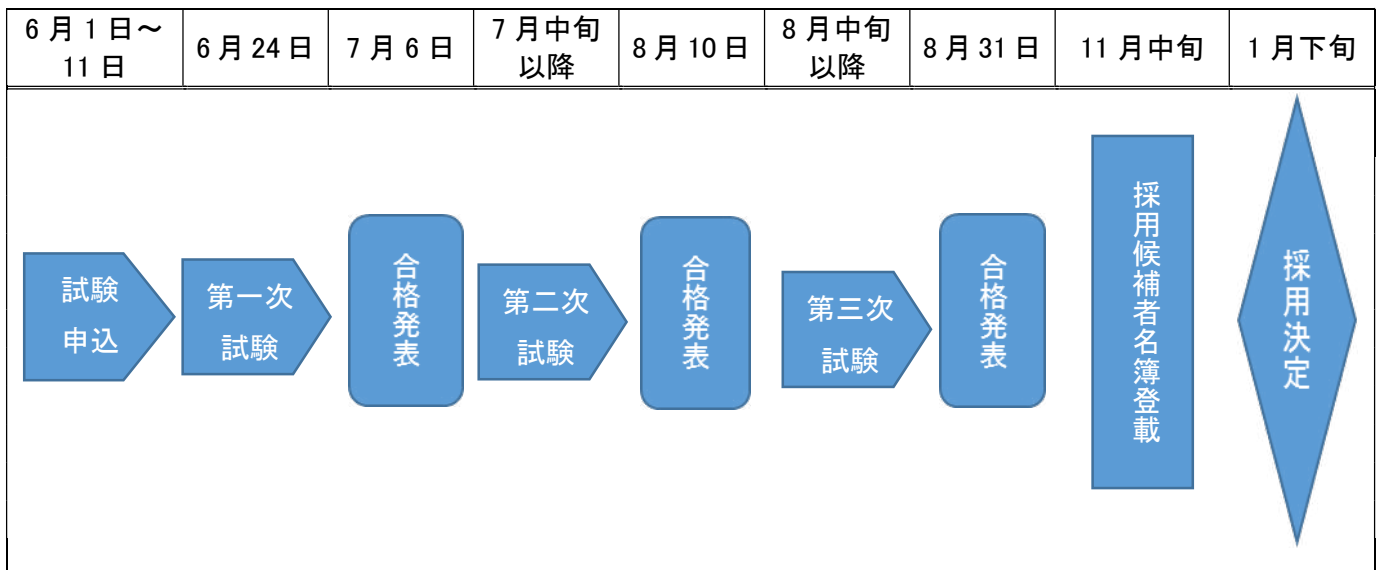 6月1日～
11日
6月24日
7月6日
7月中旬
以降
8月10日
8月中旬
以降
8月31日
11月中旬
1月下旬
試験
申込
第一次
試験
合格発表
第二次
試験
合格発表
第三次
試験
合格発表
採用候補者名簿登載
採用決定